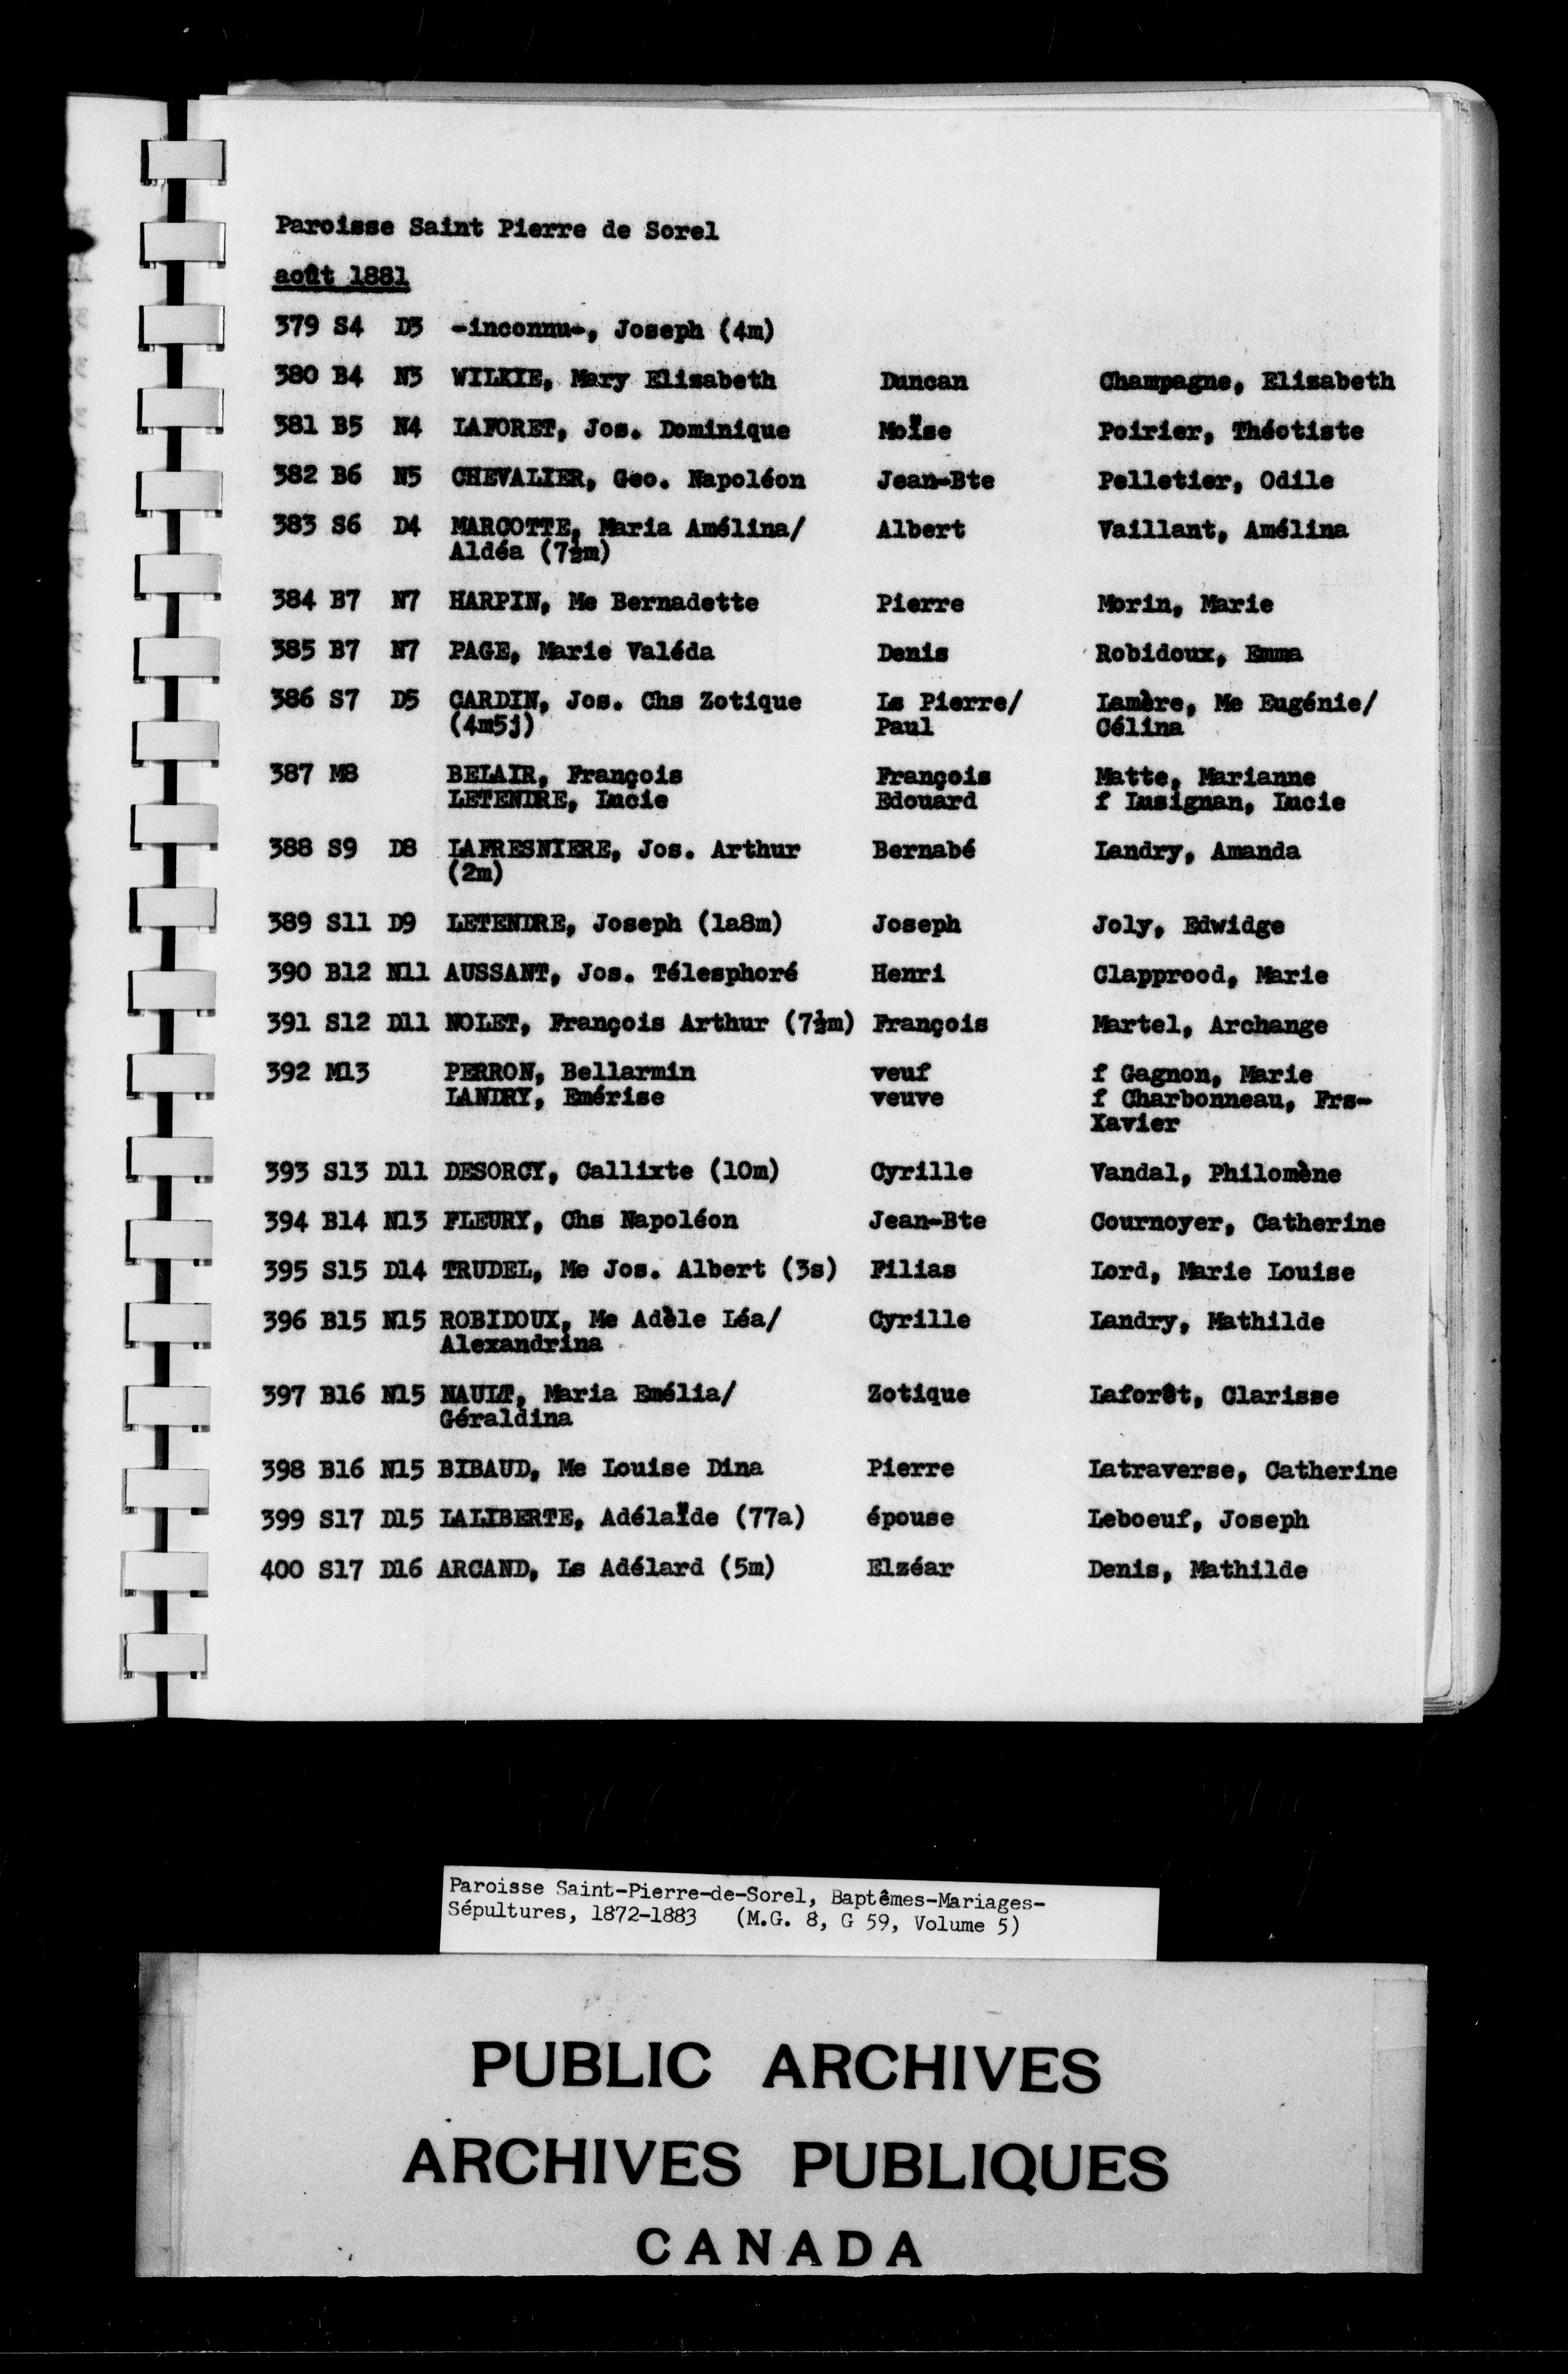 Paroisse Saint Pierre de Sorel
août 1881
379 S4 D3 -inconnu-, Joseph (4m)
380 B4 N3 WILKIE, Mary Elisabeth Duncan Champagne, Elisabeth
381 B5 N4 LAFORET, Jos. Dominique Moïse Poirier, Théotiste
382 B6 N5 CHEVALIER, Geo. Napoléon Jean-Bte Pelletier, Odile
383 S6 D4 MARCOTTE, Maria Amélina/ Albert Vaillant, Amélina
Aldéa (7½m)
384 B7 N7 HARPIN, Me Bernadette Pierre Morin, Marie
385 B7 N7 PAGE, Marie Valéda Denis Robidoux, Emma
386 S7 D5 CARDIN, Jos. Chs Zotique Ls Pierre/ Lamère, Me Eugénie/
(4m5j) Paul Célina
387 M8 BELAIR, François François Matte, Marianne
LETENDRE, Lucie Edouard f Lusignan, Lucie
388 S9 D8 LAFRESNIERE, Jos. Arthur Bernabé Landry, Amanda
(2m)
389 S11 D9 LETENDRE, Joseph (1a8m) Joseph Joly, Edwidge
390 B12 N11 AUSSANT, Jos. Télesphoré Henri Clapprood, Marie
391 S12 D11 NOLET, François Arthur (7½m) François Martel, Archange
392 M13 PERRON, Bellarmin veuf f Gagnon, Marie
LANDRY, Emérise veuve f Charbonneau, Frs-
Xavier
393 S13 D11 DESORCY, Callixte (10m) Cyrille Vandal, Philomène
394 B14 N13 FLEURY, Chs Napoléon Jean-Bte Cournoyer, Catherine
395 S15 D14 TRUDEL, Me Jos. Albert (3s) Filias Lord, Marie Louise
396 B15 N15 ROBIDOUX, Me Adèle Léa/ Cyrille Landry, Mathilde
Alexandrina
397 B16 N15 NAULT, Maria Emélia/ Zotique Laforêt, Clarisse
Géraldina
398 B16 N15 BIBAUD, Me Louise Dina Pierre Latraverse, Catherine
399 S17 D15 LALIBERTE, Adélaïde (77a) épouse Leboeuf, Joseph
400 S17 D16 ARCAND, Ls Adélard (5m) Elzéar Denis, Mathilde
Paroisse Saint-Pierre-de-Sorel, Baptêmes-Mariages-
Sépultures, 1872-1883 (M.G. 8, G 59, Volume 5)
PUBLIC ARCHIVES
ARCHIVES PUBLIQUES
CANADA